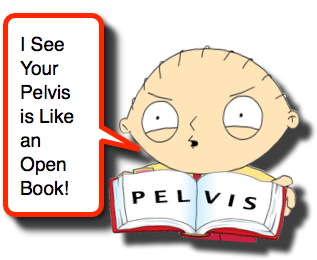 I See
Your
Pelvis
is Like
an
Open
Book!
PELVIS